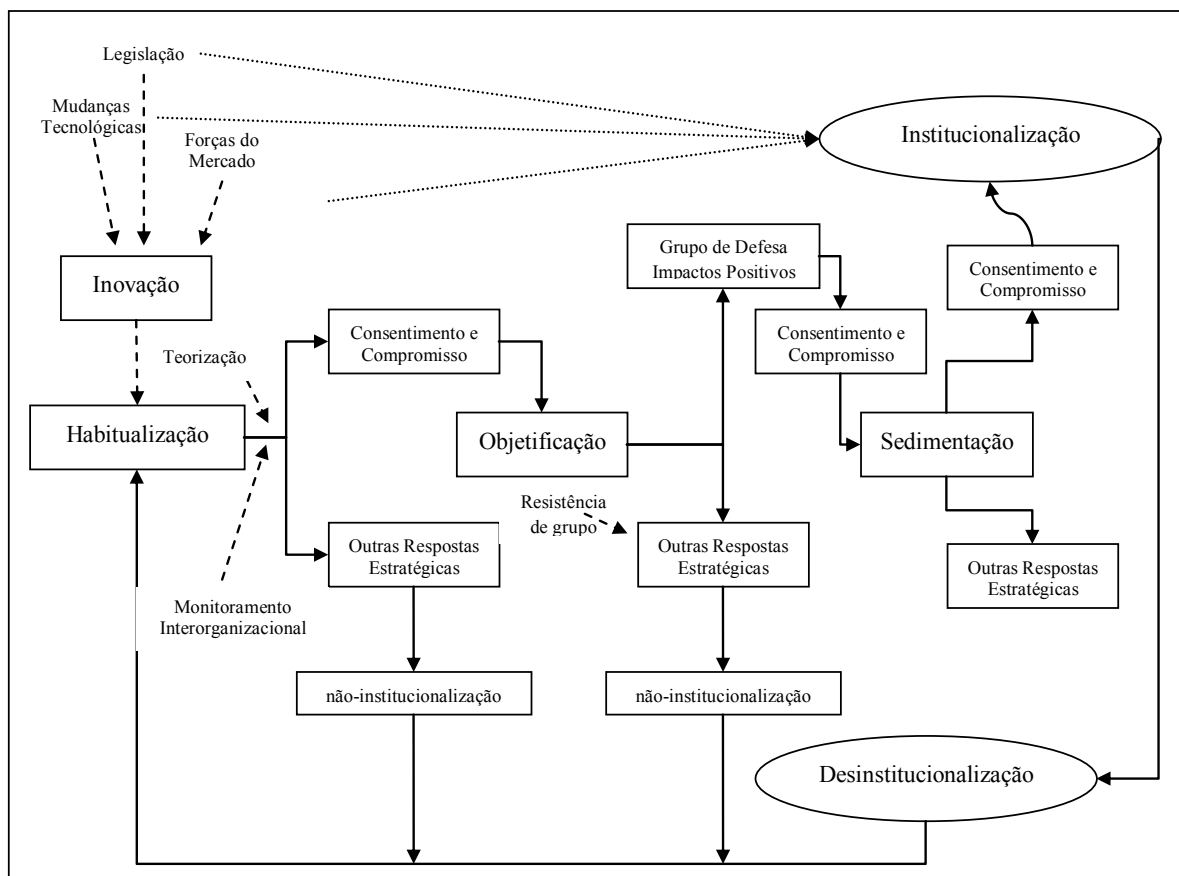 Legislação
Mudanças
Tecnológicas
Forças do
Mercado
Institucionalização
Grupo de Defesa
Impactos Positivos
Consentimento e
Compromisso
Inovação
Consentimento e
Compromisso
Consentimento e
Compromisso
Teorização
Habitualização
Objetificação
Sedimentação
Resistência
de grupo
Outras Respostas
Estratégicas
Outras Respostas
Estratégicas
Outras Respostas
Estratégicas
Monitoramento
Interorganizacional
não-institucionalização
não-institucionalização
Desinstitucionalização